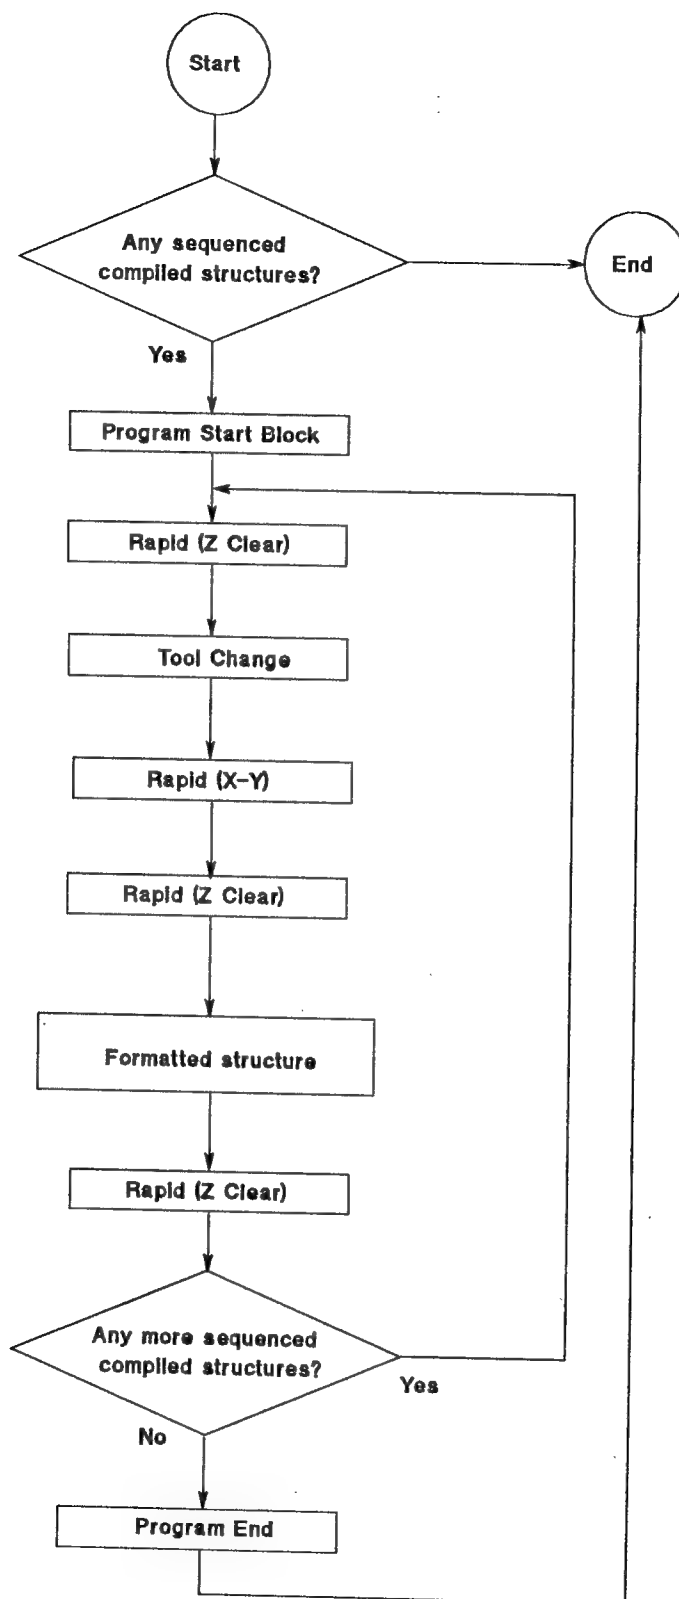 Start
Any sequenced
compiled structures?
End
Yes
Program Start Block
Rapid (Z Clear)
Tool Change
Rapid (X-Y)
Rapid (Z Clear)
Formatted structure
Rapid (Z Clear)
Any more sequenced
compiled structures?
Yes
No
Program End